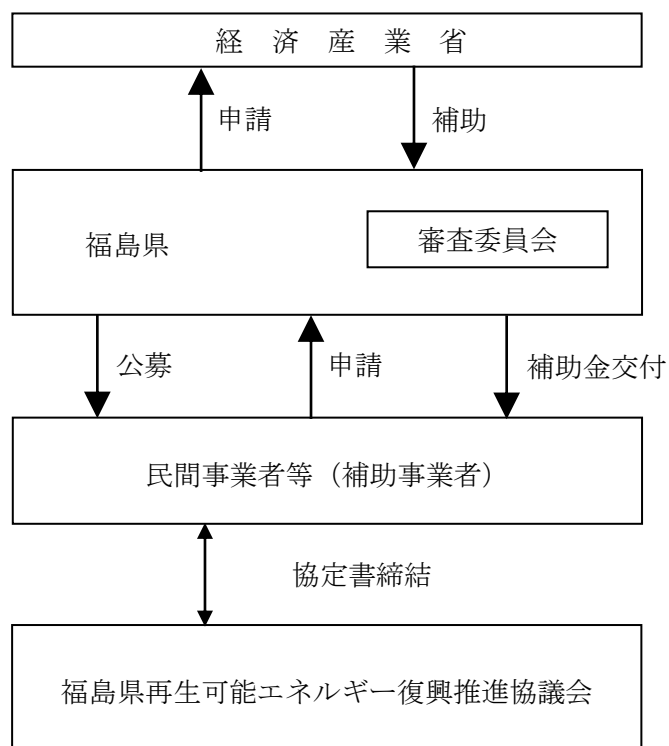 経済産業省
申請
補助
福島県
審査委員会
公募
申請
補助金交付
民間事業者等（補助事業者）
協定書締結
福島県再生可能エネルギー復興推進協議会